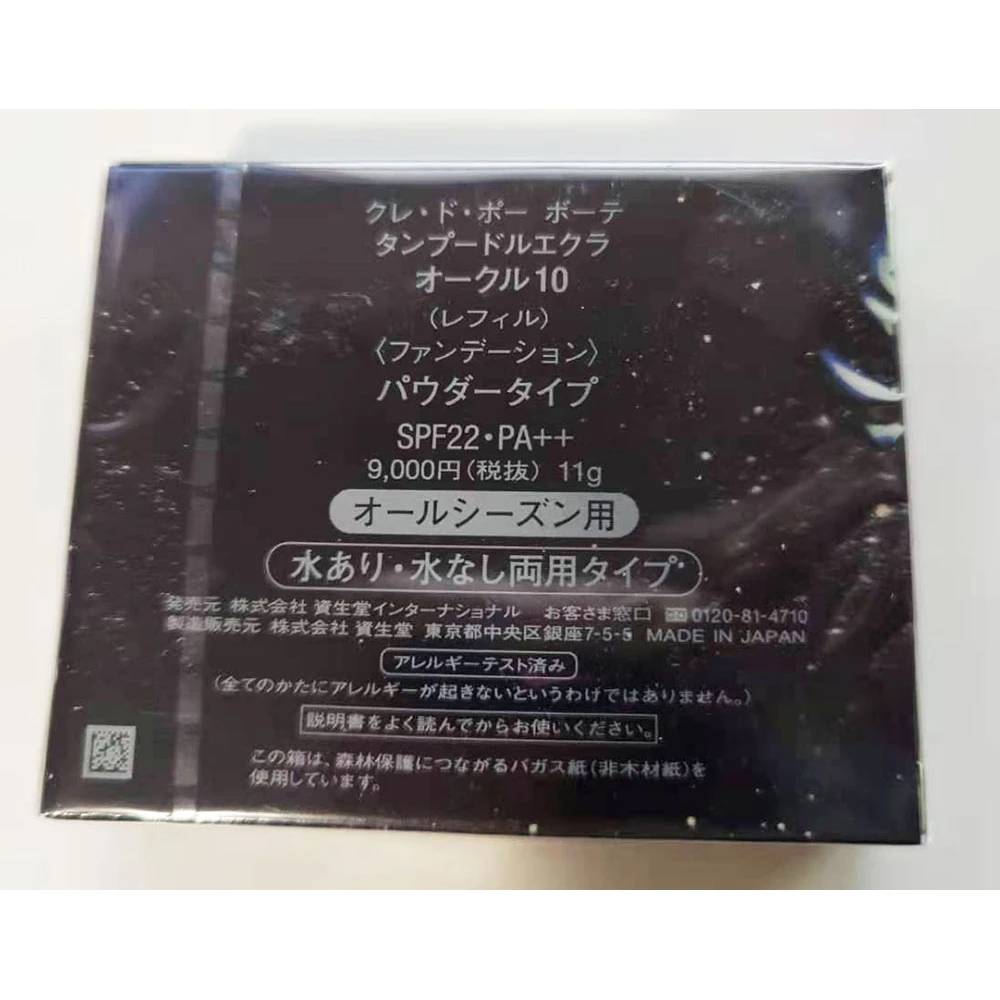 クレ・ド・ポー ボーテ
タンプードルエクラ
オークル10
(レフィル)
〈ファンデーション〉
パウダータイプ
SPF22・PA++
9,000円(税抜) 11g
オールシーズン用
水あり・水なし両用タイプ
発売元 株式会社 資生堂インターナショナル お客さま窓口 0120-81-4710
製造販売元 株式会社 資生堂 東京都中央区銀座7-5-5 MADE IN JAPAN
アレルギーテスト済み
(全てのかたにアレルギーが起きないというわけではありません。)
説明書をよく読んでからお使いください。
この箱は、森林保護につながるバガス紙(非木材紙)を
使用しています。